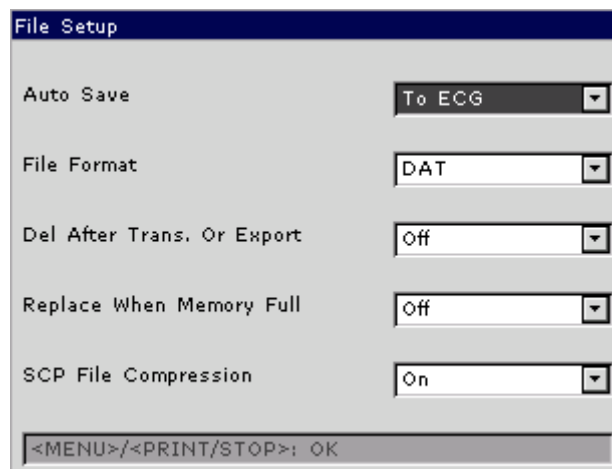 File Setup
Auto Save To ECG
File Format DAT
Del After Trans. Or Export Off
Replace When Memory Full Off
SCP File Compression On
<MENU>/<PRINT/STOP>: OK